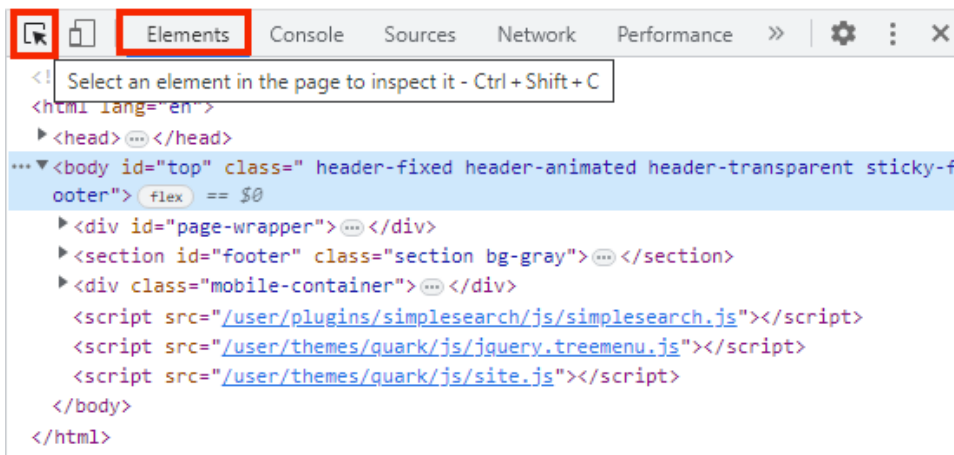 Elements Console Sources Network Performance »
<!
Select an element in the page to inspect it - Ctrl + Shift + C
<html lang="en">
<head>…</head>
<body id="top" class=" header-fixed header-animated header-transparent sticky-f
ooter"> flex == $0
<div id="page-wrapper">…</div>
<section id="footer" class="section bg-gray">…</section>
<div class="mobile-container">…</div>
<script src="/user/plugins/simplesearch/js/simplesearch.js"></script>
<script src="/user/themes/quark/js/jquery.treemenu.js"></script>
<script src="/user/themes/quark/js/site.js"></script>
</body>
</html>